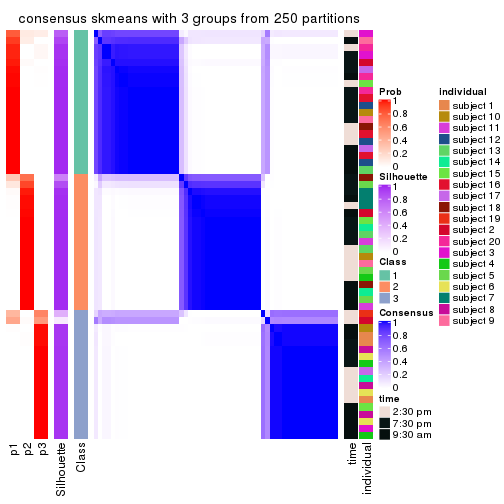 consensus skmeans with 3 groups from 250 partitions
Prob
1
0.8
0.6
0.4
0.2
0
Silhouette
1
0.8
0.6
0.4
0.2
0
Class
1
2
3
Consensus
1
0.8
0.6
0.4
0.2
0
time
2:30 pm
7:30 pm
9:30 am
individual
subject 1
subject 10
subject 11
subject 12
subject 13
subject 14
subject 15
subject 16
subject 17
subject 18
subject 19
subject 2
subject 20
subject 3
subject 4
subject 5
subject 6
subject 7
subject 8
subject 9
p1
p2
p3
Silhouette
Class
time
individual